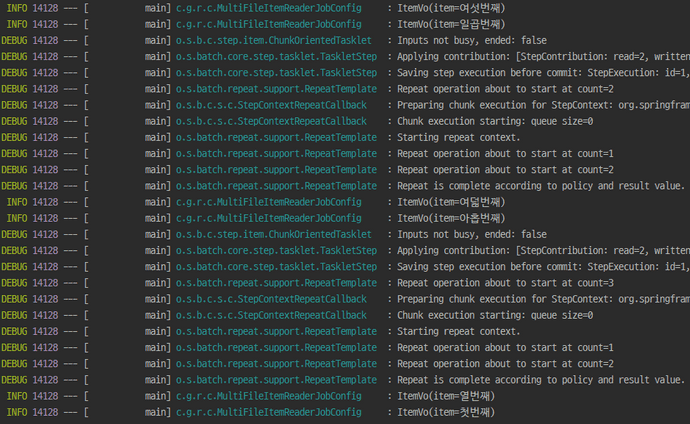 INFO 14128 --- [           main] c.g.r.c.MultiFileItemReaderJobConfig     : ItemVo(item=여섯번째)
INFO 14128 --- [           main] c.g.r.c.MultiFileItemReaderJobConfig     : ItemVo(item=일곱번째)
DEBUG 14128 --- [           main] o.s.b.c.step.item.ChunkOrientedTasklet   : Inputs not busy, ended: false
DEBUG 14128 --- [           main] o.s.batch.core.step.tasklet.TaskletStep  : Applying contribution: [StepContribution: read=2, written
DEBUG 14128 --- [           main] o.s.batch.core.step.tasklet.TaskletStep  : Saving step execution before commit: StepExecution: id=1,
DEBUG 14128 --- [           main] o.s.batch.repeat.support.RepeatTemplate  : Repeat operation about to start at count=2
DEBUG 14128 --- [           main] o.s.b.c.s.c.StepContextRepeatCallback    : Preparing chunk execution for StepContext: org.springfram
DEBUG 14128 --- [           main] o.s.b.c.s.c.StepContextRepeatCallback    : Chunk execution starting: queue size=0
DEBUG 14128 --- [           main] o.s.batch.repeat.support.RepeatTemplate  : Starting repeat context.
DEBUG 14128 --- [           main] o.s.batch.repeat.support.RepeatTemplate  : Repeat operation about to start at count=1
DEBUG 14128 --- [           main] o.s.batch.repeat.support.RepeatTemplate  : Repeat operation about to start at count=2
DEBUG 14128 --- [           main] o.s.batch.repeat.support.RepeatTemplate  : Repeat is complete according to policy and result value.
INFO 14128 --- [           main] c.g.r.c.MultiFileItemReaderJobConfig     : ItemVo(item=여덟번째)
INFO 14128 --- [           main] c.g.r.c.MultiFileItemReaderJobConfig     : ItemVo(item=아홉번째)
DEBUG 14128 --- [           main] o.s.b.c.step.item.ChunkOrientedTasklet   : Inputs not busy, ended: false
DEBUG 14128 --- [           main] o.s.batch.core.step.tasklet.TaskletStep  : Applying contribution: [StepContribution: read=2, written
DEBUG 14128 --- [           main] o.s.batch.core.step.tasklet.TaskletStep  : Saving step execution before commit: StepExecution: id=1,
DEBUG 14128 --- [           main] o.s.batch.repeat.support.RepeatTemplate  : Repeat operation about to start at count=3
DEBUG 14128 --- [           main] o.s.b.c.s.c.StepContextRepeatCallback    : Preparing chunk execution for StepContext: org.springfram
DEBUG 14128 --- [           main] o.s.b.c.s.c.StepContextRepeatCallback    : Chunk execution starting: queue size=0
DEBUG 14128 --- [           main] o.s.batch.repeat.support.RepeatTemplate  : Starting repeat context.
DEBUG 14128 --- [           main] o.s.batch.repeat.support.RepeatTemplate  : Repeat operation about to start at count=1
DEBUG 14128 --- [           main] o.s.batch.repeat.support.RepeatTemplate  : Repeat operation about to start at count=2
DEBUG 14128 --- [           main] o.s.batch.repeat.support.RepeatTemplate  : Repeat is complete according to policy and result value.
INFO 14128 --- [           main] c.g.r.c.MultiFileItemReaderJobConfig     : ItemVo(item=열번째)
INFO 14128 --- [           main] c.g.r.c.MultiFileItemReaderJobConfig     : ItemVo(item=첫번째)